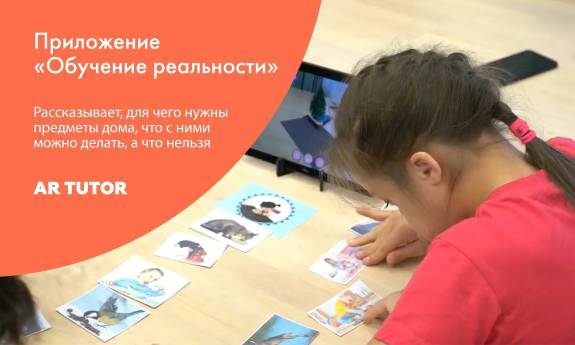 Приложение
«Обучение реальности»
Рассказывает, для чего нужны
предметы дома, что с ними
можно делать, а что нельзя
AR TUTOR